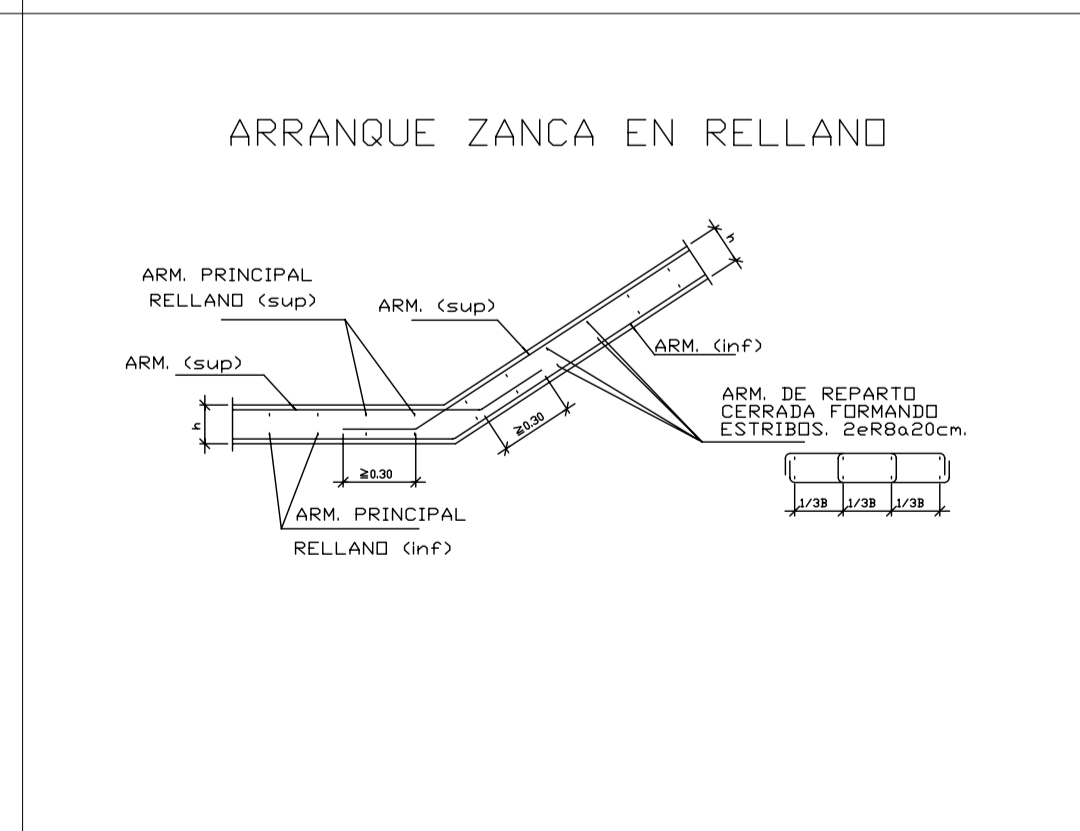 ARRANQUE ZANCA EN RELLANO
h
ARM. PRINCIPAL
RELLANO (sup)
ARM. (sup)
ARM. (inf)
ARM. (sup)
ARM. DE REPARTO
CERRADA FORMANDO
ESTRIBOS. 2eR8a20cm.
h
≧0.30
≧0.30
1/3B 1/3B 1/3B
ARM. PRINCIPAL
RELLANO (inf)